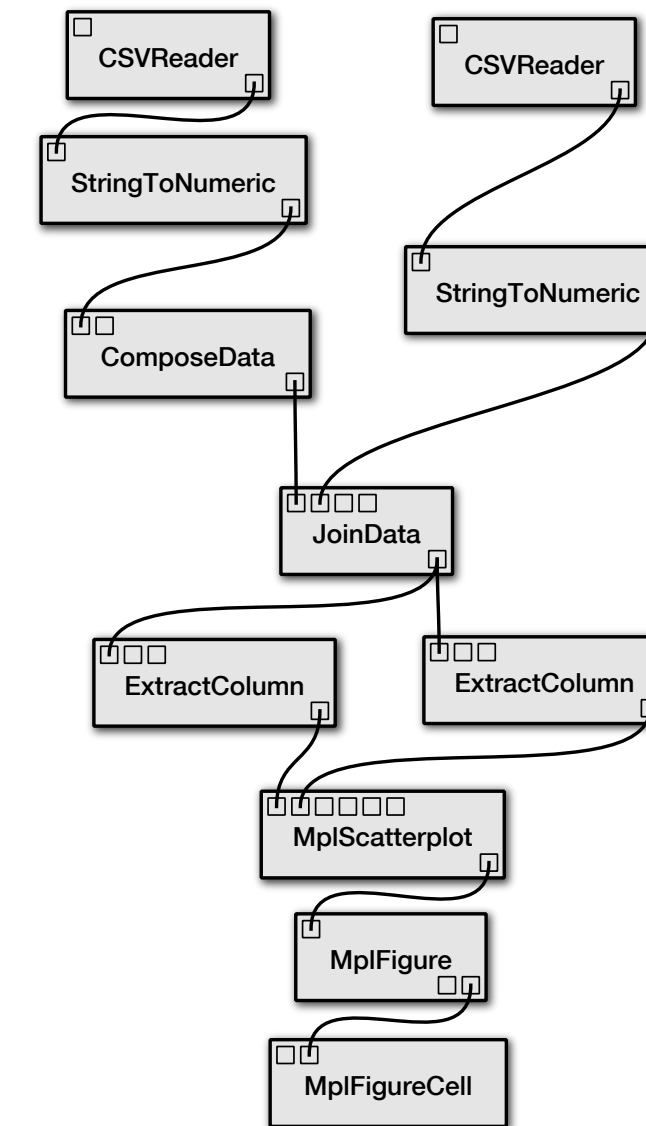 CSVReader
CSVReader
StringToNumeric
StringToNumeric
ComposeData
JoinData
ExtractColumn
ExtractColumn
MplScatterplot
MplFigure
MplFigureCell